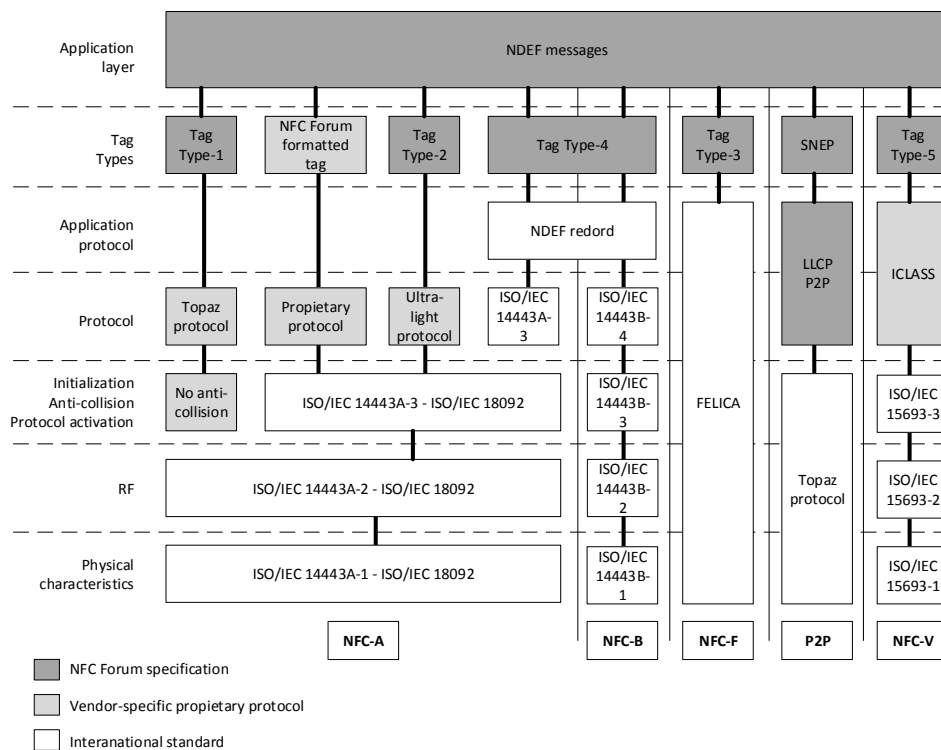 Application
layer
NDEF messages
Tag
Types
Tag
Type-1
NFC Forum
formatted
tag
Tag
Type-2
Tag Type-4
Tag
Type-3
SNEP
Tag
Type-5
Application
protocol
NDEF redord
LLCP
P2P
ICLASS
Protocol
Topaz
protocol
Propietary
protocol
Ultra-
light
protocol
ISO/IEC
14443A-
3
ISO/IEC
14443B-
4
Initialization
Anti-collision
Protocol activation
No anti-
collision
ISO/IEC 14443A-3 - ISO/IEC 18092
ISO/IEC
14443B-
3
FELICA
ISO/IEC
15693-3
RF
ISO/IEC 14443A-2 - ISO/IEC 18092
ISO/IEC
14443B-
2
Topaz
protocol
ISO/IEC
15693-2
Physical
characteristics
ISO/IEC 14443A-1 - ISO/IEC 18092
ISO/IEC
14443B-
1
ISO/IEC
15693-1
NFC-A
NFC-B
NFC-F
P2P
NFC-V
NFC Forum specification
Vendor-specific propietary protocol
Interanational standard